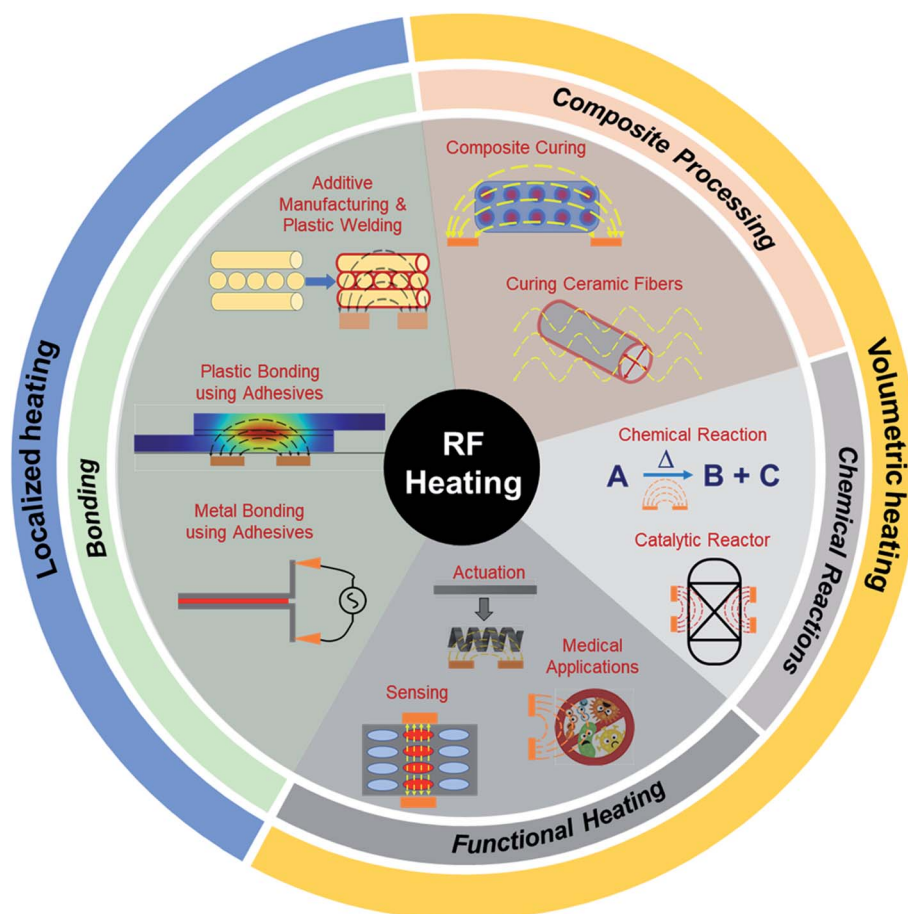 Composite Processing
Composite Curing
Additive
Manufacturing &
Plastic Welding
Curing Ceramic Fibers
Localized heating
Volumetric heating
Plastic Bonding
using Adhesives
RF
Heating
Chemical Reaction
Δ
A B + C
Chemical Reactions
Bonding
Metal Bonding
using Adhesives
Catalytic Reactor
Actuation
Medical
Applications
Sensing
Functional Heating